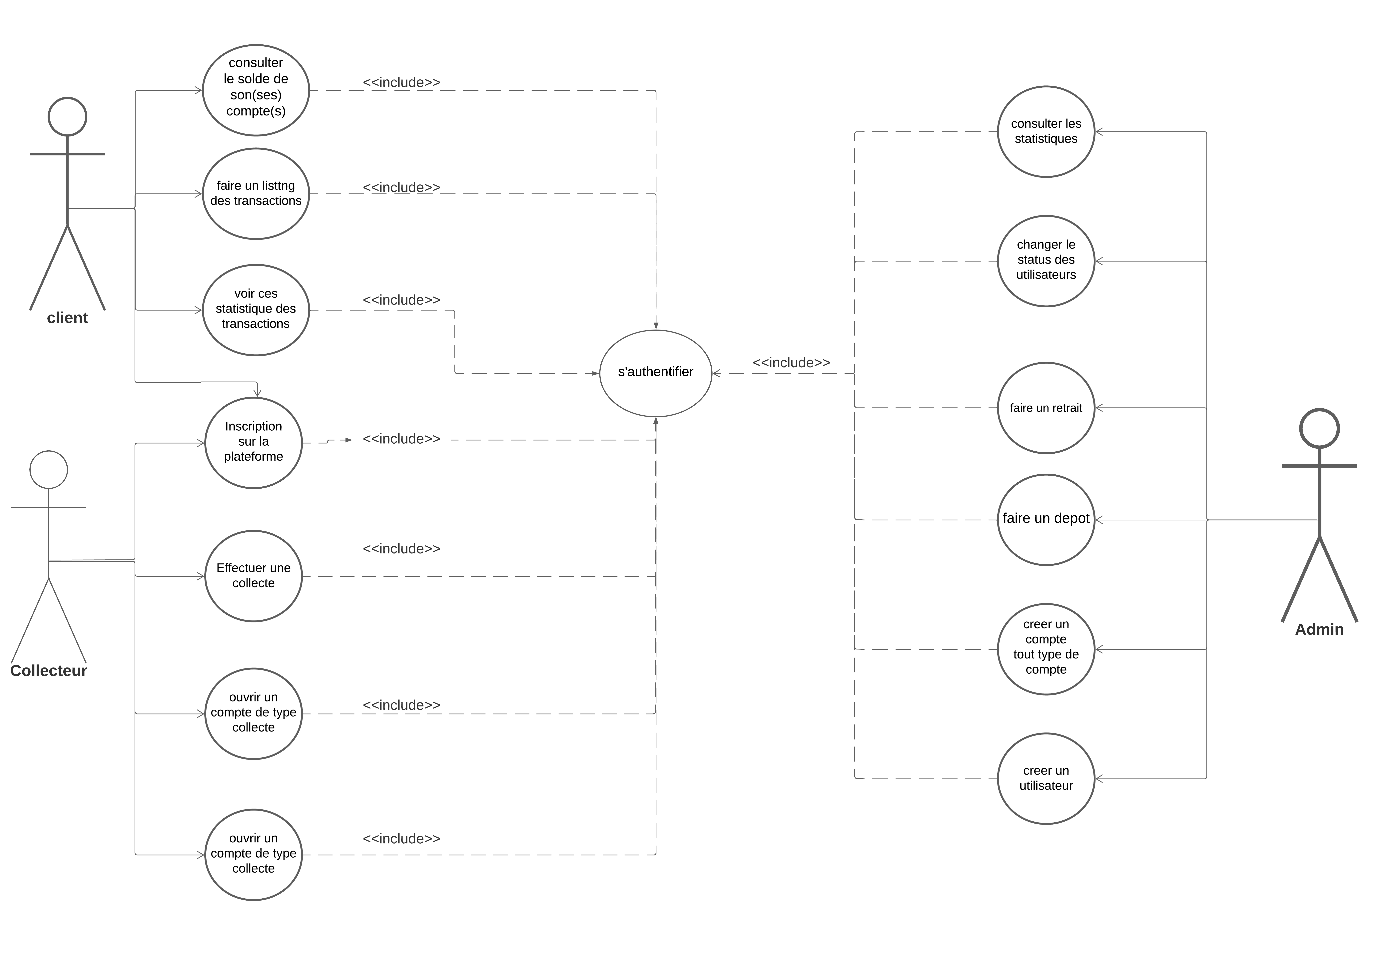 consulter
le solde de
son(ses)
compte(s)
<<include>>
faire un listtng
des transactions
<<include>>
voir ces
statistique des
transactions
<<include>>
client
Inscription
sur la
plateforme
<<include>>
Collecteur
Effectuer une
collecte
<<include>>
ouvrir un
compte de type
collecte
<<include>>
ouvrir un
compte de type
collecte
<<include>>
s'authentifier
<<include>>
consulter les
statistiques
changer le
status des
utilisateurs
faire un retrait
faire un depot
creer un
compte
tout type de
compte
creer un
utilisateur
Admin